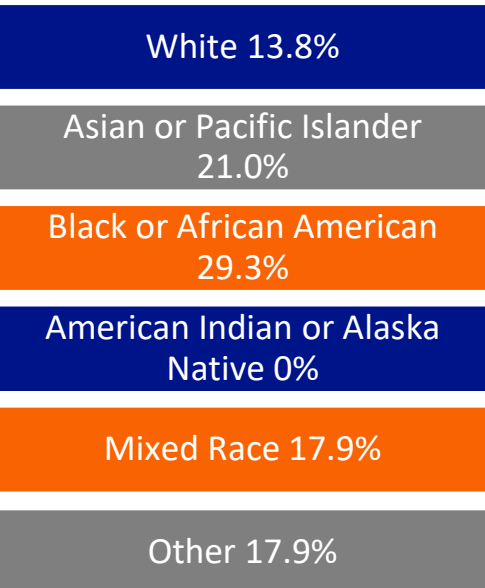 White 13.8%
Asian or Pacific Islander
21.0%
Black or African American
29.3%
American Indian or Alaska
Native 0%
Mixed Race 17.9%
Other 17.9%